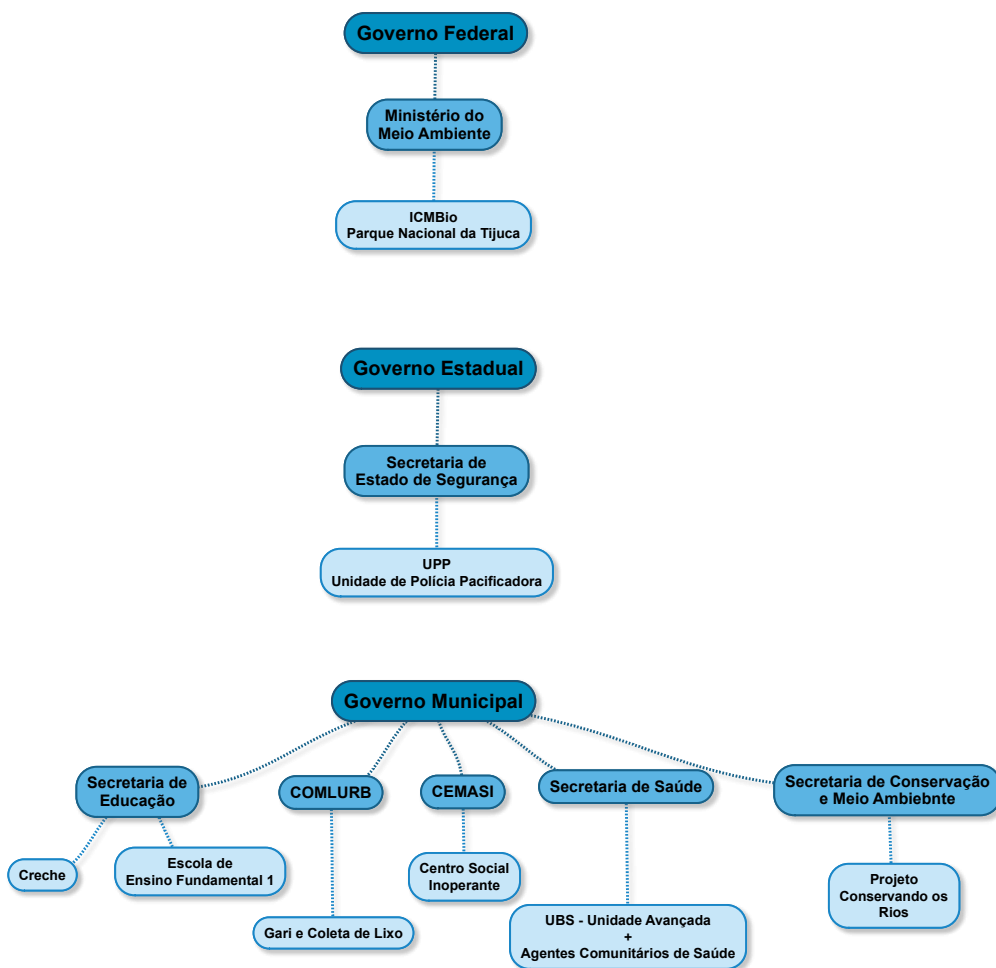 Governo Federal
Ministério do
Meio Ambiente
ICMBio
Parque Nacional da Tijuca
Governo Estadual
Secretaria de
Estado de Segurança
UPP
Unidade de Polícia Pacificadora
Governo Municipal
Secretaria de
Educação
COMLURB
CEMASI
Secretaria de Saúde
Secretaria de Conservação
e Meio Ambiebnte
Creche
Escola de
Ensino Fundamental 1
Gari e Coleta de Lixo
Centro Social
Inoperante
UBS - Unidade Avançada
+
Agentes Comunitários de Saúde
Projeto
Conservando os
Rios